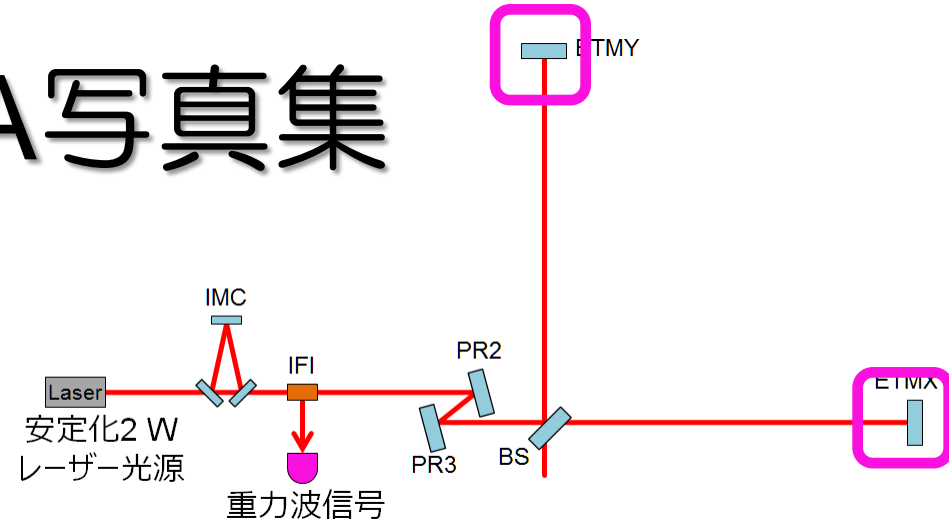 ETMY
A写真集
IMC
IFI
PR2
ETMX
Laser
安定化2 W
レーザー光源
PR3
BS
重力波信号